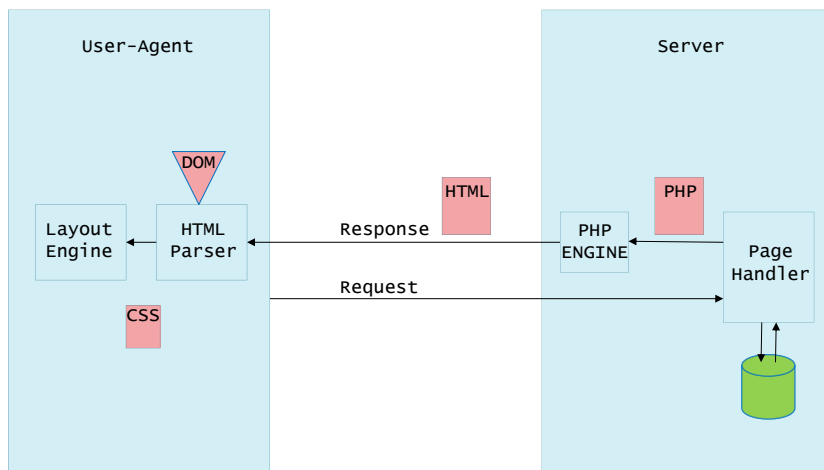 User-Agent
Server
DOM
HTML
PHP
Layout
Engine
HTML
Parser
Response
PHP
ENGINE
Page
Handler
Request
CSS